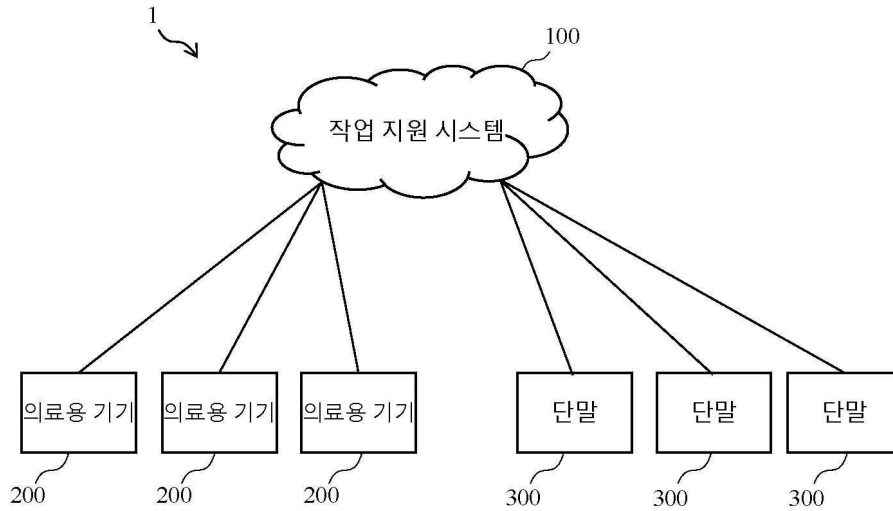 1
100
작업 지원 시스템
의료용 기기 의료용 기기 의료용 기기 단말 단말 단말
200 200 200 300 300 300